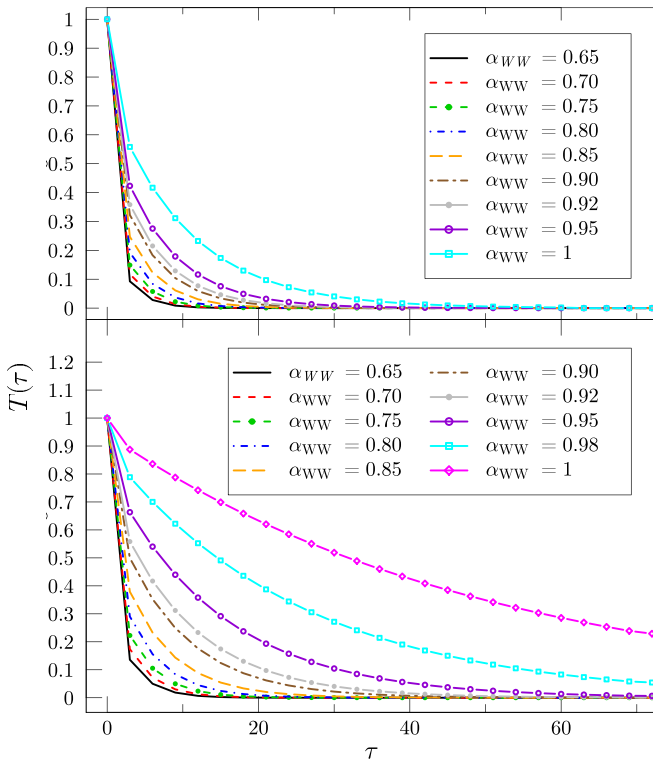 1
0.9
0.8
0.7
0.6
0.5
0.4
0.3
0.2
0.1
0
α_WW = 0.65
α_WW = 0.70
α_WW = 0.75
α_WW = 0.80
α_WW = 0.85
α_WW = 0.90
α_WW = 0.92
α_WW = 0.95
α_WW = 1
T(τ)
1.2
1.1
1
0.9
0.8
0.7
0.6
0.5
0.4
0.3
0.2
0.1
0
α_WW = 0.65
α_WW = 0.70
α_WW = 0.75
α_WW = 0.80
α_WW = 0.85
α_WW = 0.90
α_WW = 0.92
α_WW = 0.95
α_WW = 0.98
α_WW = 1
0 20 40 60
τ